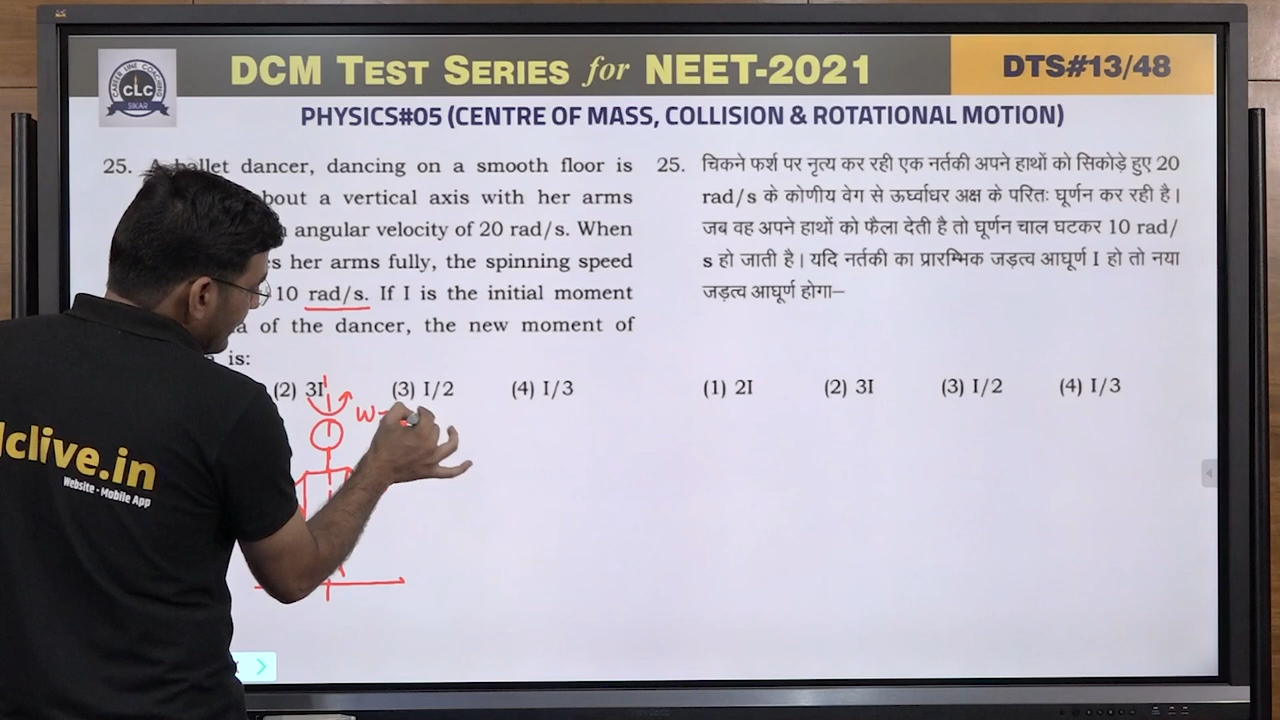 DCM TEST SERIES for NEET-2021
DTS#13/48
CAREER LINE COACHING
CLC
SIKAR
PHYSICS#05 (CENTRE OF MASS, COLLISION & ROTATIONAL MOTION)
25. A ballet dancer, dancing on a smooth floor is
about a vertical axis with her arms
angular velocity of 20 rad/s. When
her arms fully, the spinning speed
10 rad/s. If I is the initial moment
of the dancer, the new moment of
is:
(2) 3I (3) I/2 (4) I/3
25. चिकने फर्श पर नृत्य कर रही एक नर्तकी अपने हाथों को सिकोड़े हुए 20
rad/s के कोणीय वेग से ऊर्ध्वाधर अक्ष के परितः घूर्णन कर रही है।
जब वह अपने हाथों को फैला देती है तो घूर्णन चाल घटकर 10 rad/
s हो जाती है। यदि नर्तकी का प्रारम्भिक जड़त्व आघूर्ण I हो तो नया
जड़त्व आघूर्ण होगा–
(1) 2I (2) 3I (3) I/2 (4) I/3
W
clive.in
Website - Mobile App